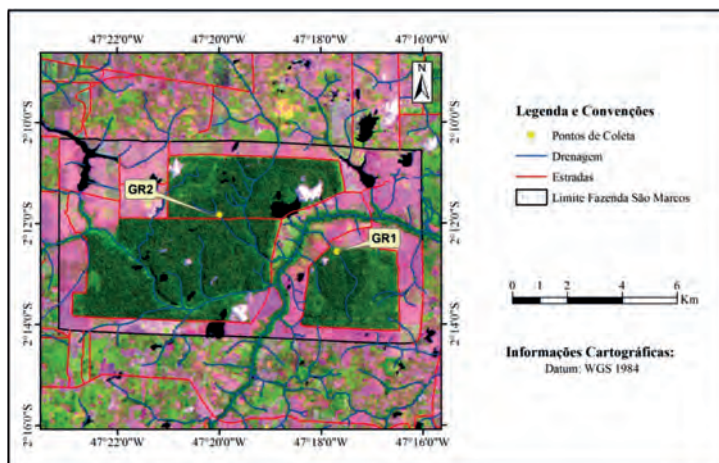 47°22'0"W 47°20'0"W 47°18'0"W 47°16'0"W
N
2°10'0"S
2°12'0"S
2°14'0"S
2°16'0"S
2°10'0"S
2°12'0"S
2°14'0"S
2°16'0"S
GR2
GR1
47°22'0"W 47°20'0"W 47°18'0"W 47°16'0"W
Legenda e Convenções
Pontos de Coleta
Drenagem
Estradas
Limite Fazenda São Marcos
0 1 2 4 6
Km
Informações Cartográficas:
Datum: WGS 1984